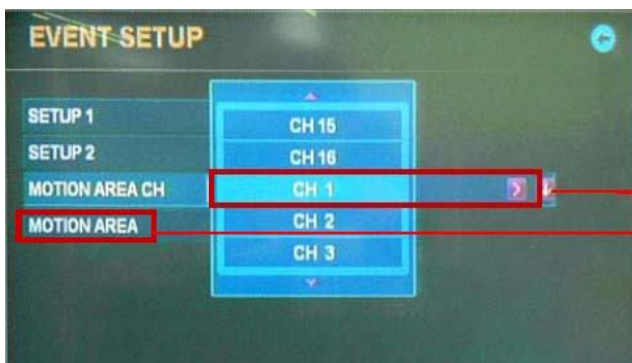 EVENT SETUP
SETUP 1
CH 15
SETUP 2
CH 16
MOTION AREA CH
CH 1
MOTION AREA
CH 2
CH 3